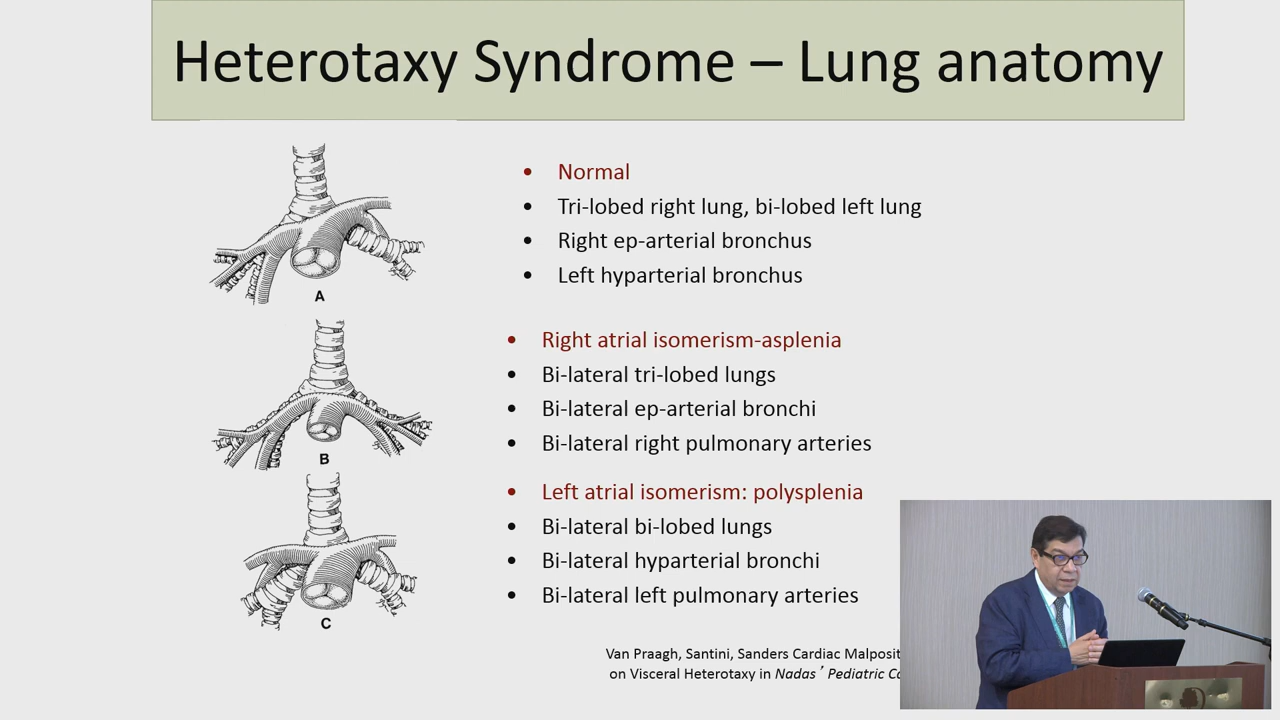 Heterotaxy Syndrome – Lung anatomy
• Normal
• Tri-lobed right lung, bi-lobed left lung
• Right ep-arterial bronchus
• Left hyparterial bronchus
A
• Right atrial isomerism-asplenia
• Bi-lateral tri-lobed lungs
• Bi-lateral ep-arterial bronchi
• Bi-lateral right pulmonary arteries
B
• Left atrial isomerism: polysplenia
• Bi-lateral bi-lobed lungs
• Bi-lateral hyparterial bronchi
• Bi-lateral left pulmonary arteries
C
Van Praagh, Santini, Sanders Cardiac Malposit
on Visceral Heterotaxy in Nadas’ Pediatric